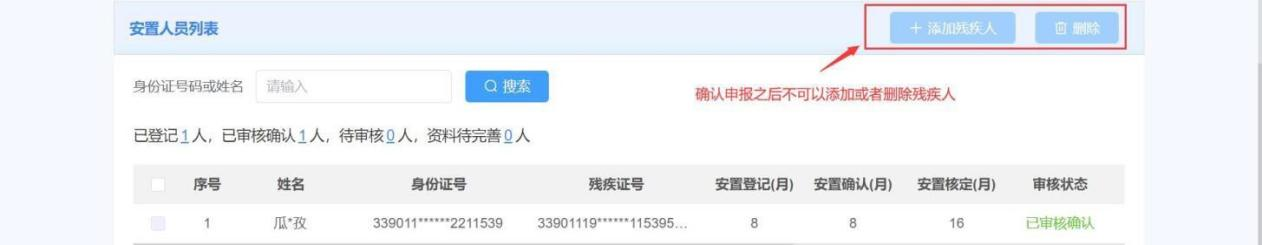 安置人员列表 + 添加残疾人 删除
身份证号码或姓名 请输入 搜索 确认申报之后不可以添加或者删除残疾人
已登记1人，已审核确认1人，待审核0人，资料待完善0人
序号 姓名 身份证号 残疾证号 安置登记(月) 安置确认(月) 安置核定(月) 审核状态
1 瓜*孜 339011******2211539 33901119******115395... 8 8 16 已审核确认